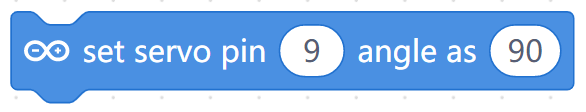 set servo pin 9 angle as 90